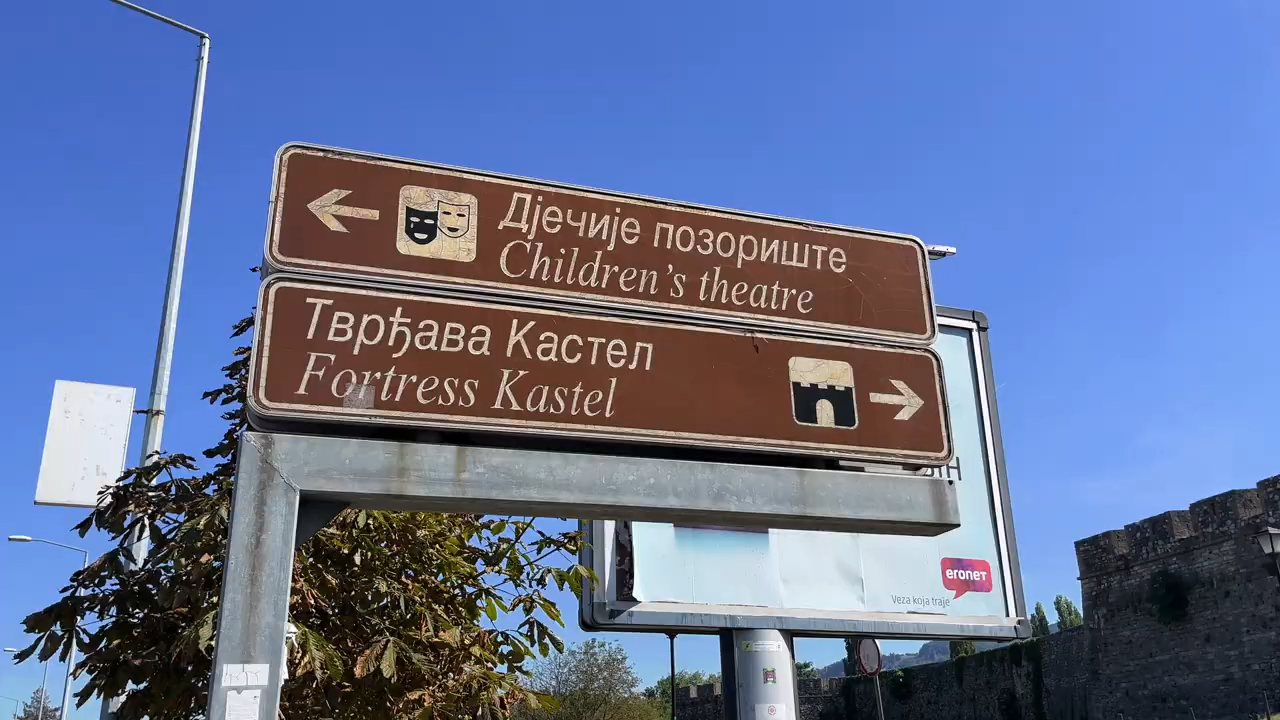 Дјечије позориште
Children's theatre
Тврђава Кастел
Fortress Kastel
eronet
Veza koja traje